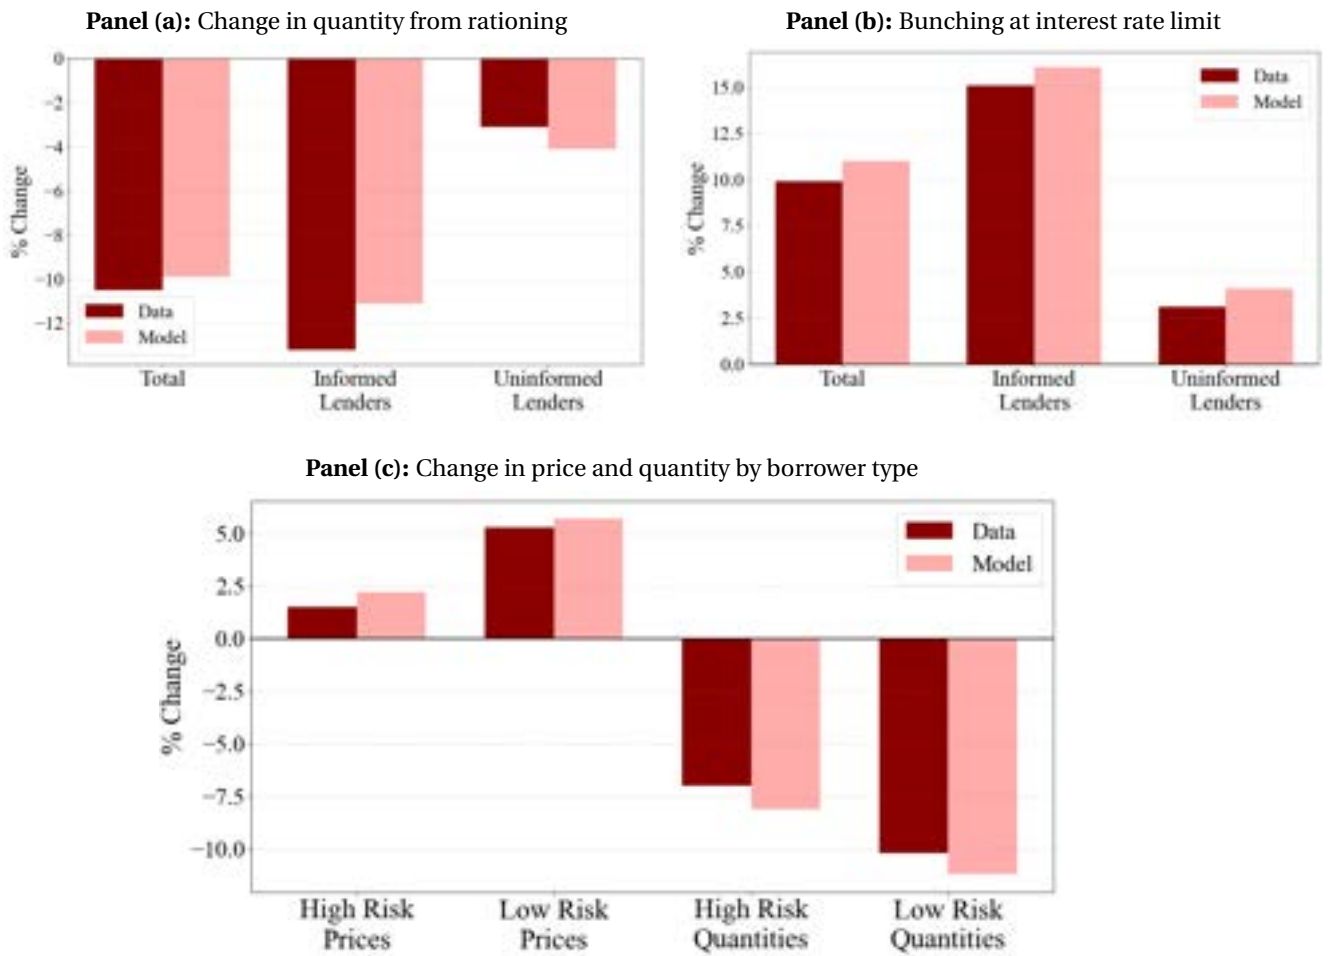 Panel (a): Change in quantity from rationing
0
−2
−4
−6
−8
−10
−12
% Change
Data
Model
Total
Informed
Lenders
Uninformed
Lenders
Panel (b): Bunching at interest rate limit
15.0
12.5
10.0
7.5
5.0
2.5
0.0
% Change
Data
Model
Total
Informed
Lenders
Uninformed
Lenders
Panel (c): Change in price and quantity by borrower type
5.0
2.5
0.0
−2.5
−5.0
−7.5
−10.0
% Change
Data
Model
High Risk
Prices
Low Risk
Prices
High Risk
Quantities
Low Risk
Quantities